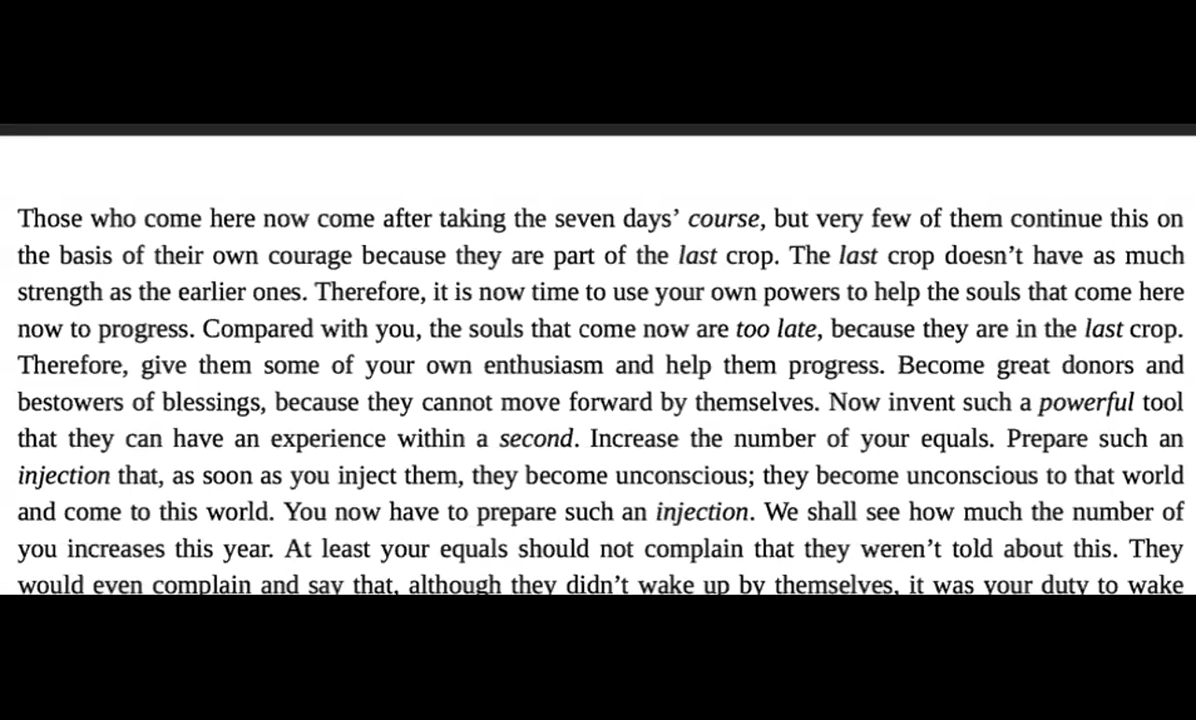 Those who come here now come after taking the seven days’ course, but very few of them continue this on
the basis of their own courage because they are part of the last crop. The last crop doesn’t have as much
strength as the earlier ones. Therefore, it is now time to use your own powers to help the souls that come here
now to progress. Compared with you, the souls that come now are too late, because they are in the last crop.
Therefore, give them some of your own enthusiasm and help them progress. Become great donors and
bestowers of blessings, because they cannot move forward by themselves. Now invent such a powerful tool
that they can have an experience within a second. Increase the number of your equals. Prepare such an
injection that, as soon as you inject them, they become unconscious; they become unconscious to that world
and come to this world. You now have to prepare such an injection. We shall see how much the number of
you increases this year. At least your equals should not complain that they weren’t told about this. They
would even complain and say that, although they didn’t wake up by themselves, it was your duty to wake